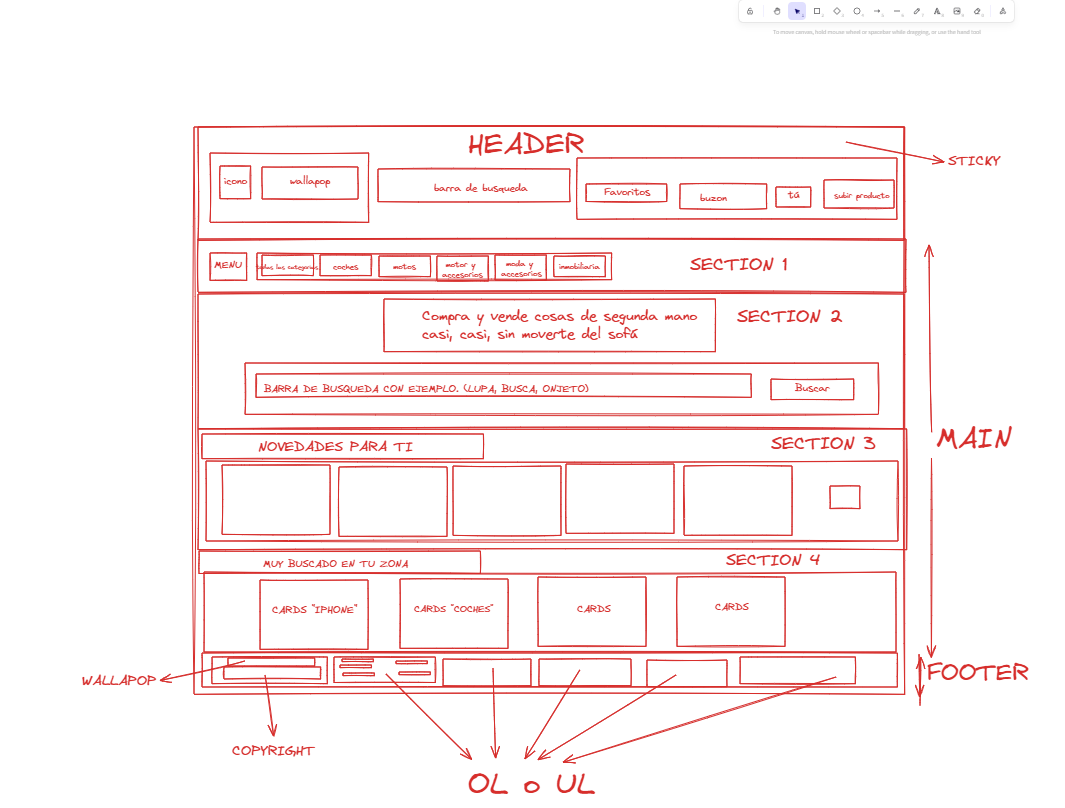 To move canvas, hold mouse wheel or spacebar while dragging, or use the hand tool
HEADER
STICKY
icono
wallapop
barra de busqueda
Favoritos
buzon
tú
subir producto
MENU
todas las categorias
coches
motos
motor y
accesorios
moda y
accesorios
inmobiliaria
SECTION 1
Compra y vende cosas de segunda mano
casi, casi, sin moverte del sofá
SECTION 2
BARRA DE BUSQUEDA CON EJEMPLO. (LUPA, BUSCA, ONJETO)
Buscar
NOVEDADES PARA TI
SECTION 3
MAIN
MUY BUSCADO EN TU ZONA
SECTION 4
CARDS "IPHONE"
CARDS "COCHES"
CARDS
CARDS
WALLAPOP
FOOTER
COPYRIGHT
OL o UL